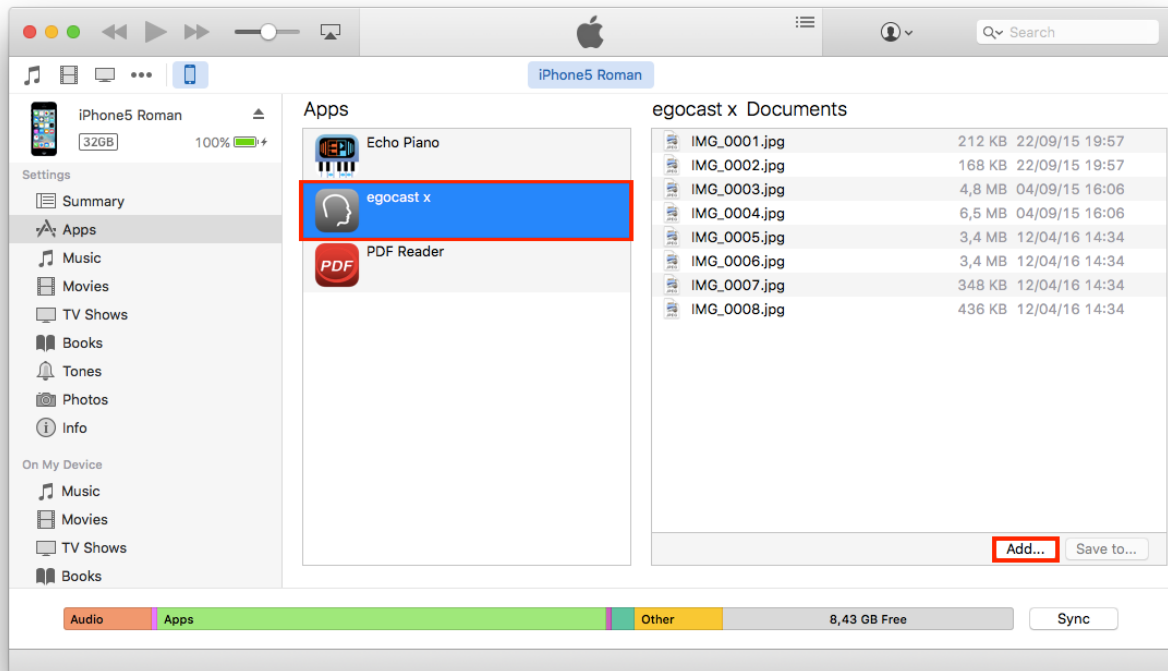 Search
iPhone5 Roman
iPhone5 Roman
32GB
100%
Settings
Summary
Apps
Music
Movies
TV Shows
Books
Tones
Photos
Info
On My Device
Music
Movies
TV Shows
Books
Apps
Echo Piano
egocast x
PDF
PDF Reader
egocast x Documents
IMG_0001.jpg 212 KB 22/09/15 19:57
IMG_0002.jpg 168 KB 22/09/15 19:57
IMG_0003.jpg 4,8 MB 04/09/15 16:06
IMG_0004.jpg 6,5 MB 04/09/15 16:06
IMG_0005.jpg 3,4 MB 12/04/16 14:34
IMG_0006.jpg 3,4 MB 12/04/16 14:34
IMG_0007.jpg 348 KB 12/04/16 14:34
IMG_0008.jpg 436 KB 12/04/16 14:34
Add... Save to...
Audio Apps Other 8,43 GB Free Sync